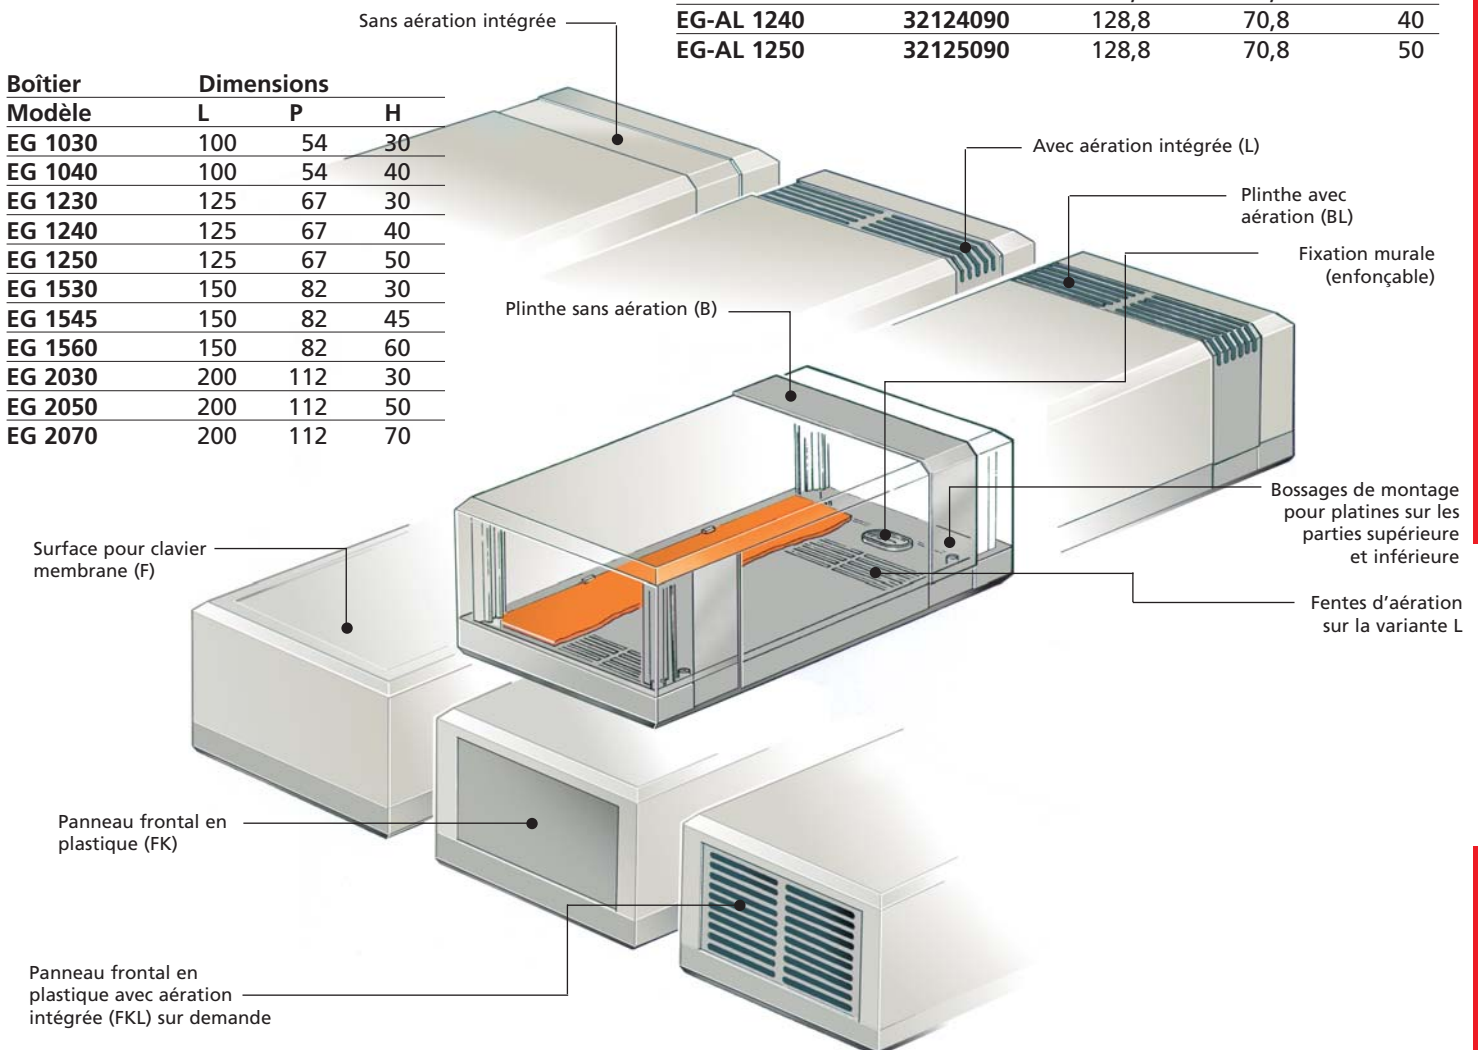 Sans aération intégrée
EG-AL 1240 32124090 128,8 70,8 40
EG-AL 1250 32125090 128,8 70,8 50
Boîtier Dimensions
Modèle L P H
EG 1030 100 54 30
EG 1040 100 54 40
EG 1230 125 67 30
EG 1240 125 67 40
EG 1250 125 67 50
EG 1530 150 82 30
EG 1545 150 82 45
EG 1560 150 82 60
EG 2030 200 112 30
EG 2050 200 112 50
EG 2070 200 112 70
Avec aération intégrée (L)
Plinthe avec
aération (BL)
Fixation murale
(enfonçable)
Plinthe sans aération (B)
Bossages de montage
pour platines sur les
parties supérieure
et inférieure
Surface pour clavier
membrane (F)
Fentes d’aération
sur la variante L
Panneau frontal en
plastique (FK)
Panneau frontal en
plastique avec aération
intégrée (FKL) sur demande